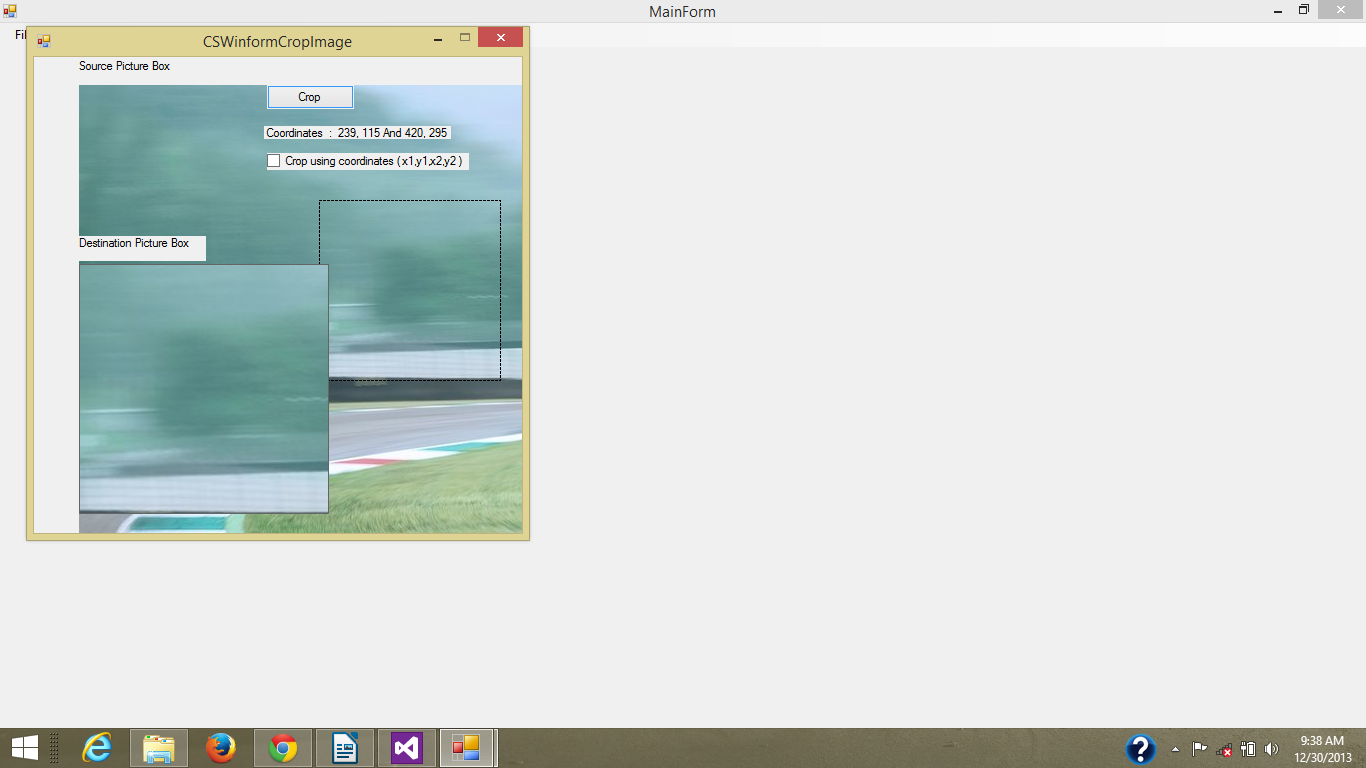 MainForm
Fil
CSWinformCropImage
Source Picture Box
Crop
Coordinates : 239, 115 And 420, 295
Crop using coordinates (x1,y1,x2,y2 )
Destination Picture Box
9:38 AM
12/30/2013